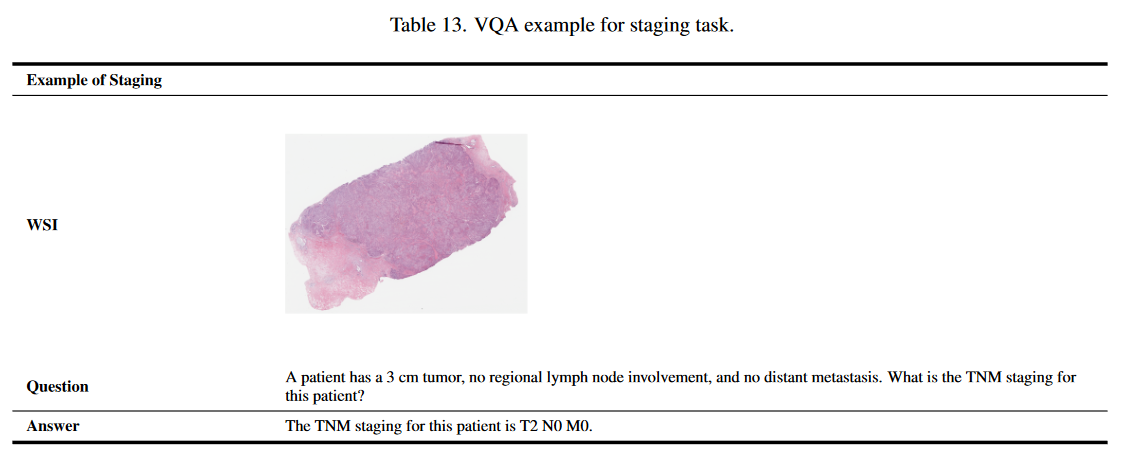 Table 13. VQA example for staging task.
Example of Staging
WSI
Question
A patient has a 3 cm tumor, no regional lymph node involvement, and no distant metastasis. What is the TNM staging for
this patient?
Answer
The TNM staging for this patient is T2 N0 M0.